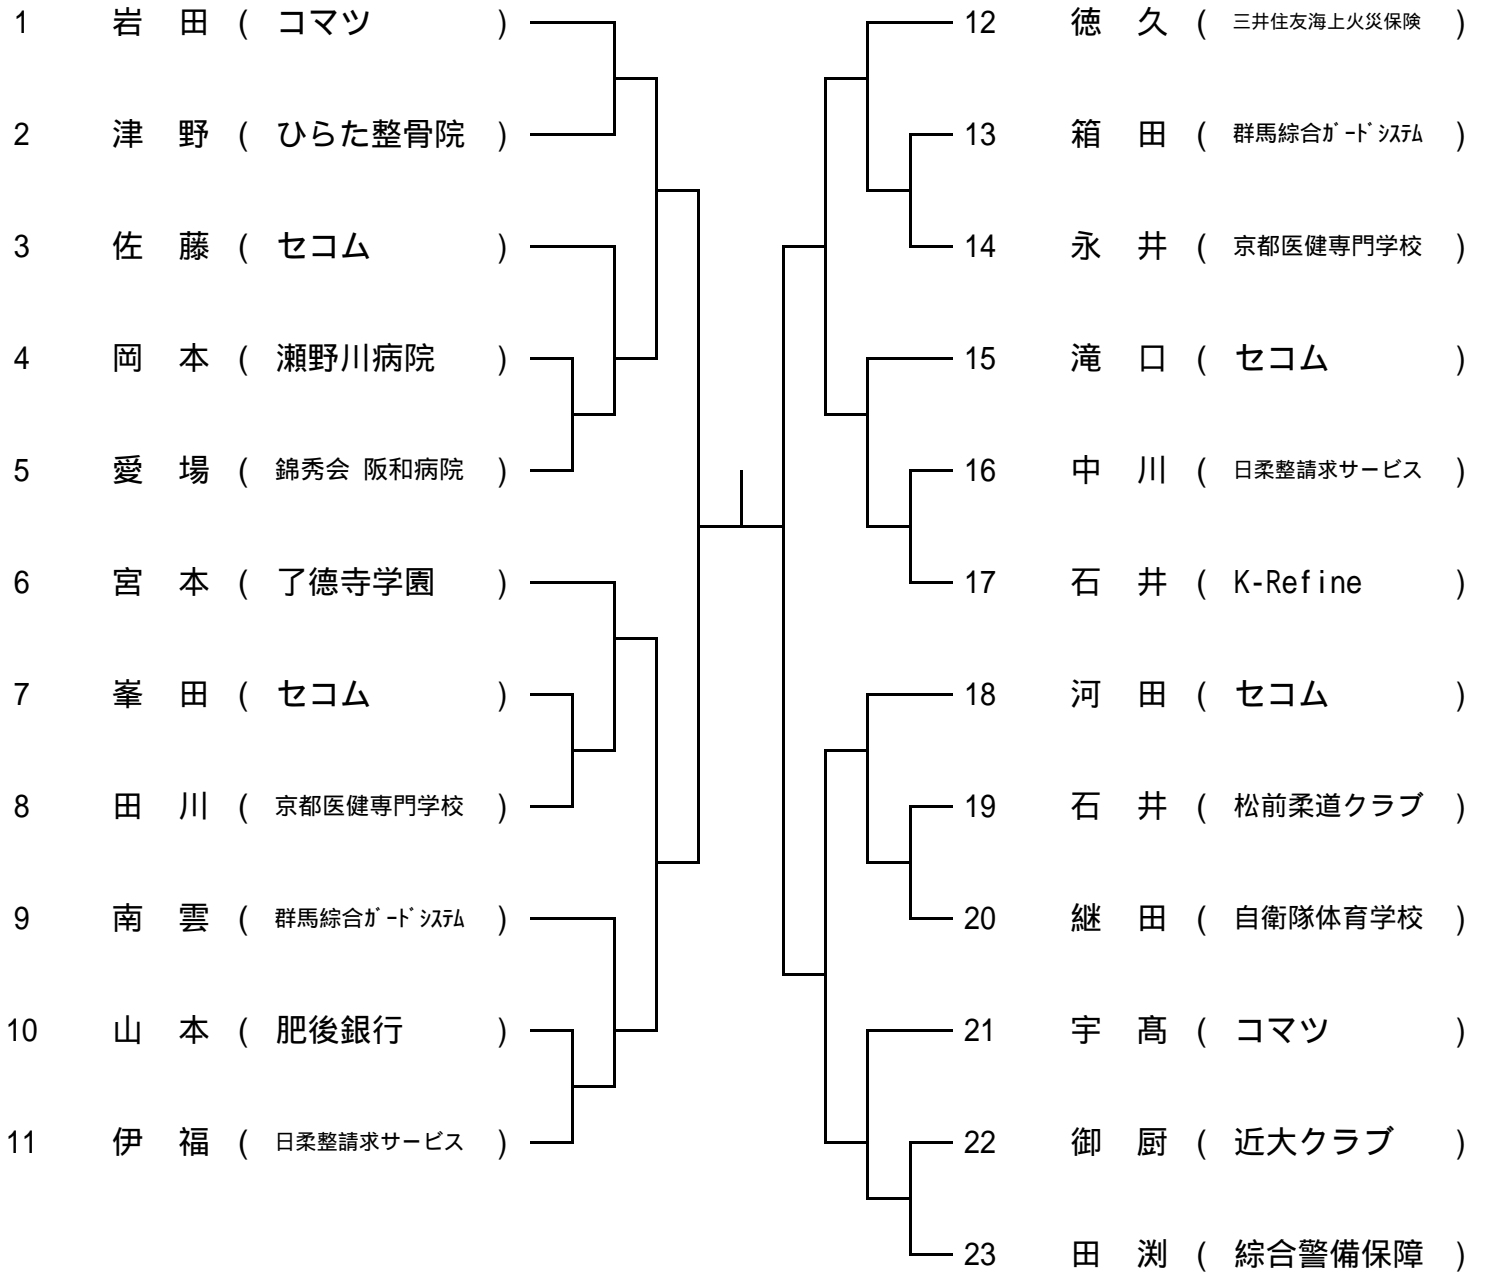 1 岩 田 ( コマツ )
2 津 野 ( ひらた整骨院 )
3 佐 藤 ( セコム )
4 岡 本 ( 瀬野川病院 )
5 愛 場 ( 錦秀会 阪和病院 )
6 宮 本 ( 了德寺学園 )
7 峯 田 ( セコム )
8 田 川 ( 京都医健専門学校 )
9 南 雲 ( 群馬綜合ｶﾞｰﾄﾞｼｽﾃﾑ )
10 山 本 ( 肥後銀行 )
11 伊 福 ( 日柔整請求サービス )
12 徳 久 ( 三井住友海上火災保険 )
13 箱 田 ( 群馬綜合ｶﾞｰﾄﾞｼｽﾃﾑ )
14 永 井 ( 京都医健専門学校 )
15 滝 口 ( セコム )
16 中 川 ( 日柔整請求サービス )
17 石 井 ( K-Refine )
18 河 田 ( セコム )
19 石 井 ( 松前柔道クラブ )
20 継 田 ( 自衛隊体育学校 )
21 宇 髙 ( コマツ )
22 御 厨 ( 近大クラブ )
23 田 渕 ( 綜合警備保障 )